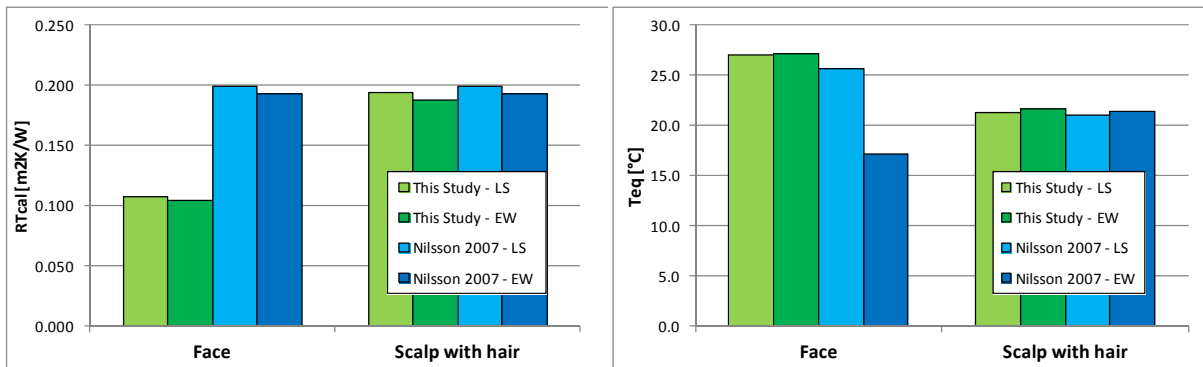 0.250
0.200
0.150
0.100
0.050
0.000
RTcal [m2K/W]
This Study - LS
This Study - EW
Nilsson 2007 - LS
Nilsson 2007 - EW
Face
Scalp with hair
30.0
25.0
20.0
15.0
10.0
5.0
0.0
Teq [°C]
This Study - LS
This Study - EW
Nilsson 2007 - LS
Nilsson 2007 - EW
Face
Scalp with hair